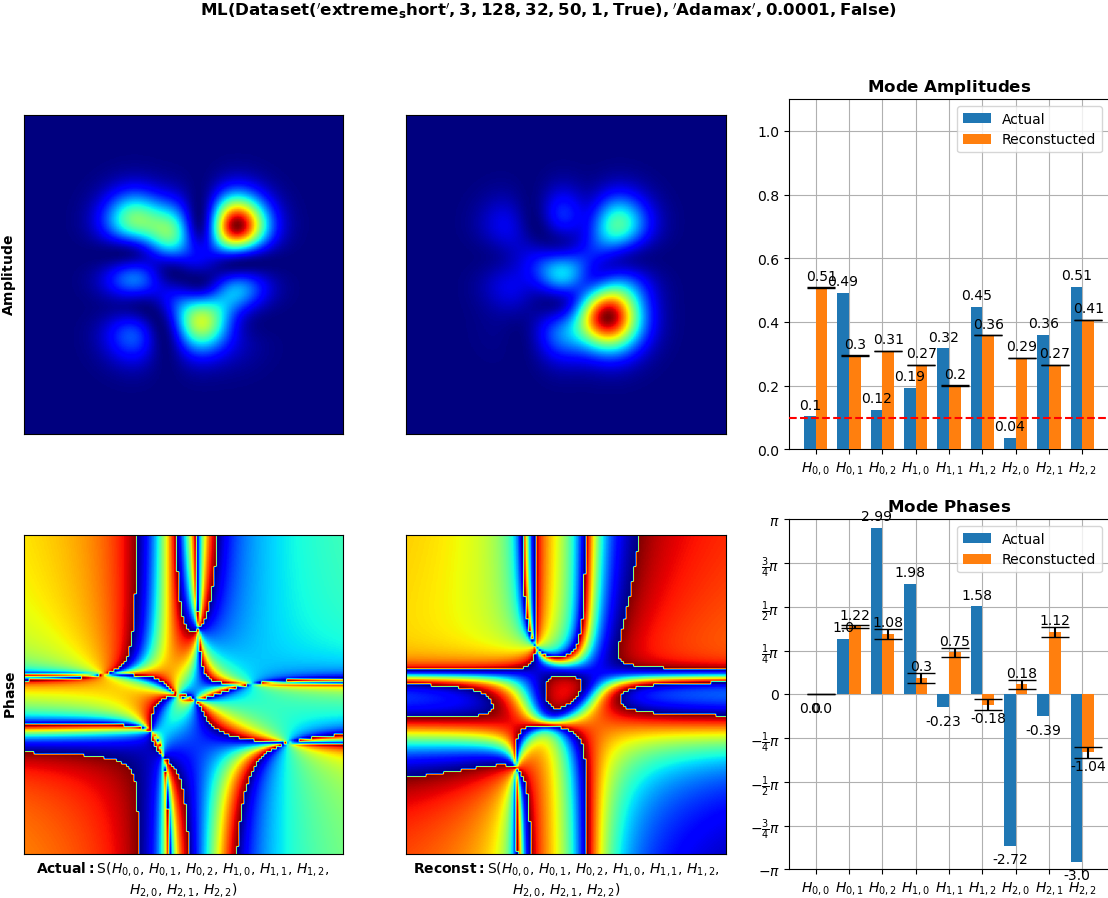 ML(Dataset('extreme_short', 3, 128, 32, 50, 1, True), 'Adamax', 0.0001, False)
Amplitude
Mode Amplitudes
Actual
Reconstucted
1.0
0.8
0.6
0.4
0.2
0.0
0.1 0.51 0.49 0.3 0.12 0.31 0.19 0.27 0.32 0.2 0.45 0.36 0.04 0.29 0.36 0.27 0.51 0.41
H0,0 H0,1 H0,2 H1,0 H1,1 H1,2 H2,0 H2,1 H2,2
Phase
Actual: S(H0,0, H0,1, H0,2, H1,0, H1,1, H1,2,
H2,0, H2,1, H2,2)
Reconst: S(H0,0, H0,1, H0,2, H1,0, H1,1, H1,2,
H2,0, H2,1, H2,2)
Mode Phases
Actual
Reconstucted
π
3/4π
1/2π
1/4π
0
−1/4π
−1/2π
−3/4π
−π
0.0 1.22 2.99 1.08 1.98 0.3 -0.23 0.75 1.58 -0.18 -2.72 0.18 -0.39 1.12 -3.0 -1.04
H0,0 H0,1 H0,2 H1,0 H1,1 H1,2 H2,0 H2,1 H2,2